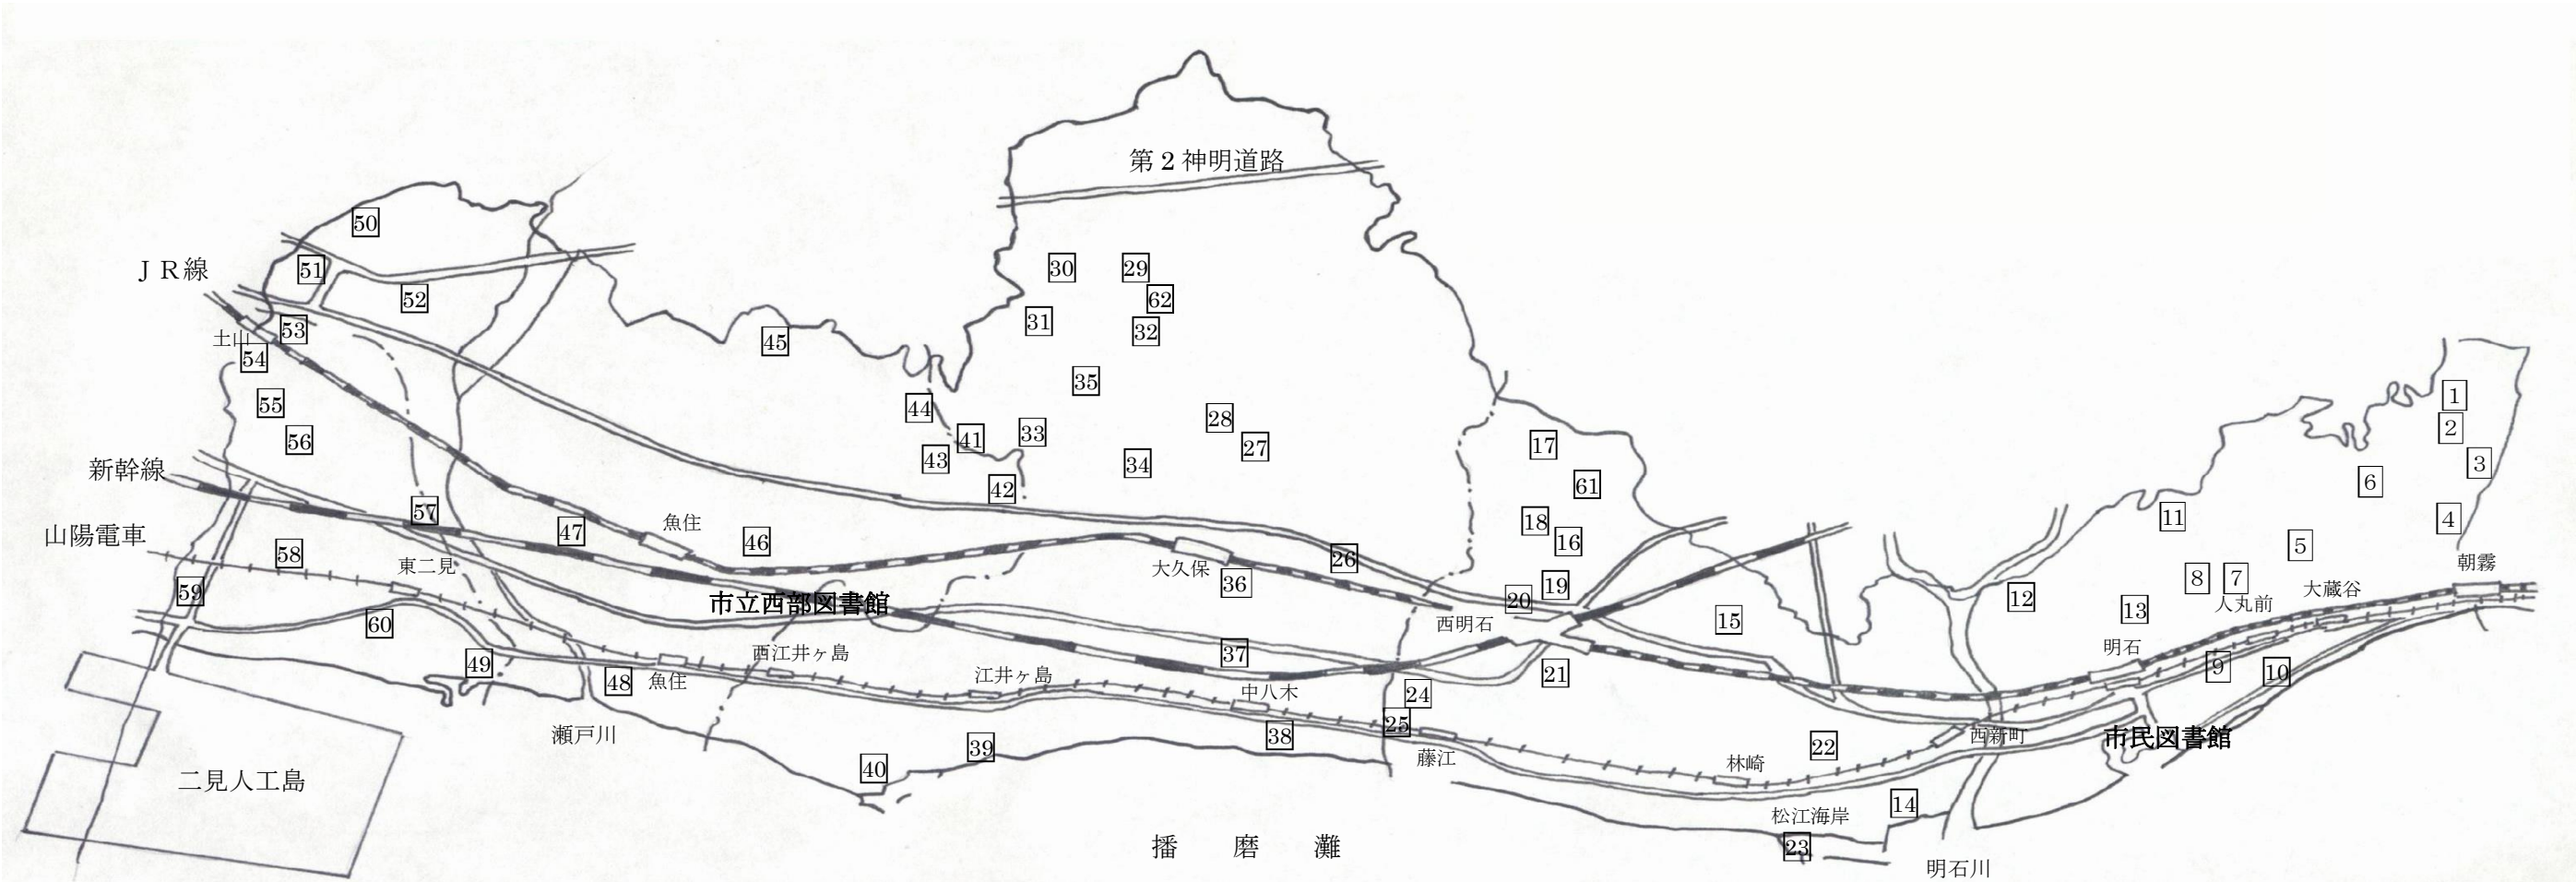 第２神明道路
50
ＪＲ線
51
30
29
52
62
31
53
32
土山
45
54
35
1
55
44
28
2
56
41
33
17
27
43
34
3
新幹線
61
6
42
57
11
4
18
山陽電車
47
魚住
46
16
5
58
東二見
大久保
26
朝霧
36
19
8
7
大蔵谷
59
市立西部図書館
20
12
人丸前
60
西明石
15
13
37
西江井ヶ島
49
明石
9
10
48
魚住
江井ヶ島
中八木
21
24
25
瀬戸川
38
西新町
市民図書館
39
藤江
22
40
林崎
二見人工島
14
松江海岸
播磨灘
23
明石川